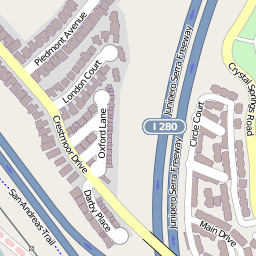 Piedmont Avenue
London Court
Oxford Lane
Crestmoor Drive
Darby Place
San-Andreas-Trail
I 280
Junipero Serra Freeway
Junipero Serra Freeway
Circle Court
Crystal Springs Road
Main Drive